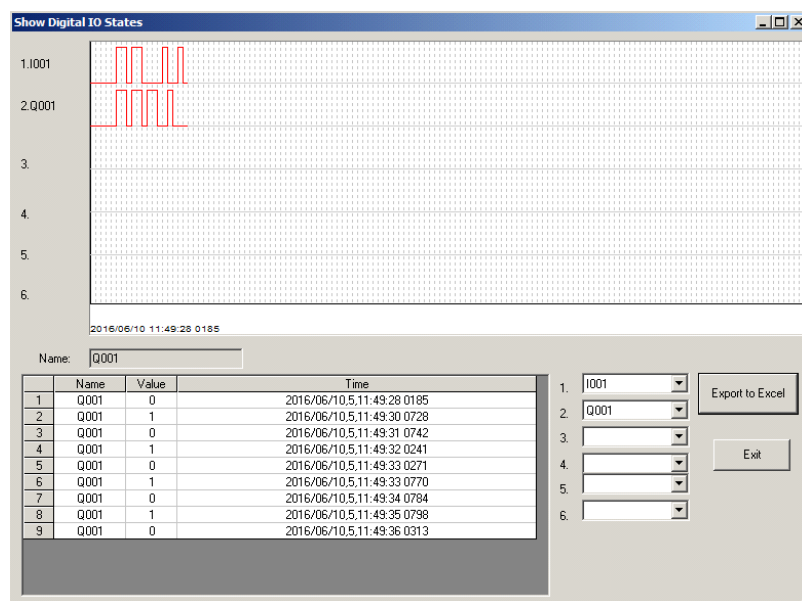 Show Digital IO States
1.I001
2.Q001
3.
4.
5.
6.
2016/06/10 11:49:28 0185
Name: Q001
Name Value Time
1 Q001 0 2016/06/10,5,11:49:28 0185
2 Q001 1 2016/06/10,5,11:49:30 0728
3 Q001 0 2016/06/10,5,11:49:31 0742
4 Q001 1 2016/06/10,5,11:49:32 0241
5 Q001 0 2016/06/10,5,11:49:33 0271
6 Q001 1 2016/06/10,5,11:49:33 0770
7 Q001 0 2016/06/10,5,11:49:34 0784
8 Q001 1 2016/06/10,5,11:49:35 0798
9 Q001 0 2016/06/10,5,11:49:36 0313
1. I001
2. Q001
3.
4.
5.
6.
Export to Excel
Exit